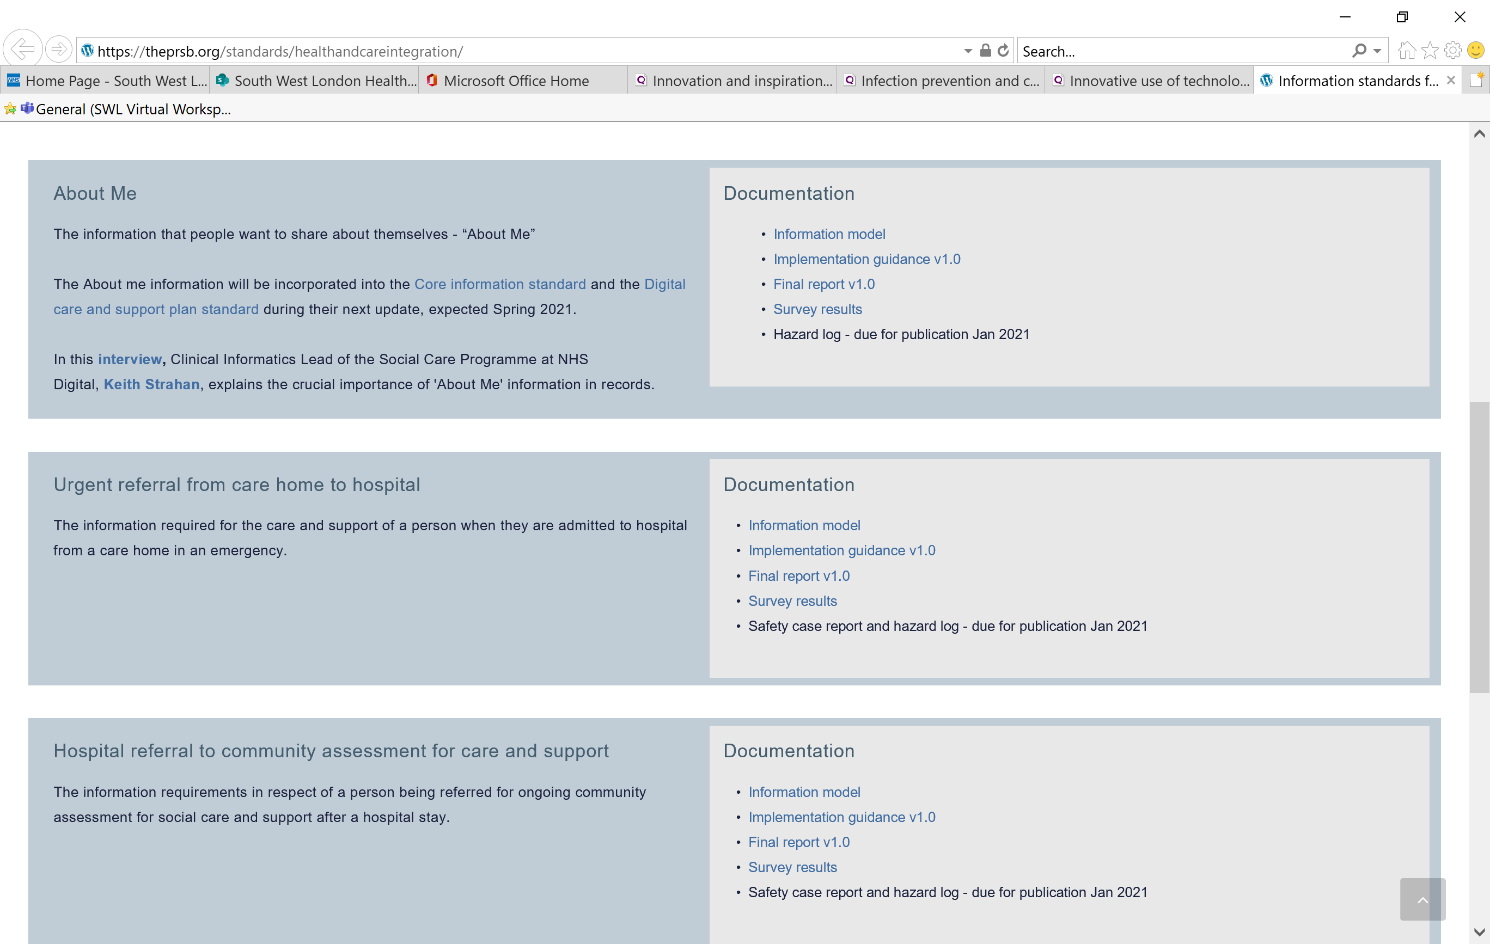 https://theprsb.org/standards/healthandcareintegration/
Search...
Home Page - South West L...
South West London Health...
Microsoft Office Home
Innovation and inspiration...
Infection prevention and c...
Innovative use of technolo...
Information standards f...
General (SWL Virtual Worksp...
About Me
The information that people want to share about themselves - “About Me”
The About me information will be incorporated into the Core information standard and the Digital
care and support plan standard during their next update, expected Spring 2021.
In this interview, Clinical Informatics Lead of the Social Care Programme at NHS
Digital, Keith Strahan, explains the crucial importance of 'About Me' information in records.
Documentation
• Information model
• Implementation guidance v1.0
• Final report v1.0
• Survey results
• Hazard log - due for publication Jan 2021
Urgent referral from care home to hospital
The information required for the care and support of a person when they are admitted to hospital
from a care home in an emergency.
Documentation
• Information model
• Implementation guidance v1.0
• Final report v1.0
• Survey results
• Safety case report and hazard log - due for publication Jan 2021
Hospital referral to community assessment for care and support
The information requirements in respect of a person being referred for ongoing community
assessment for social care and support after a hospital stay.
Documentation
• Information model
• Implementation guidance v1.0
• Final report v1.0
• Survey results
• Safety case report and hazard log - due for publication Jan 2021